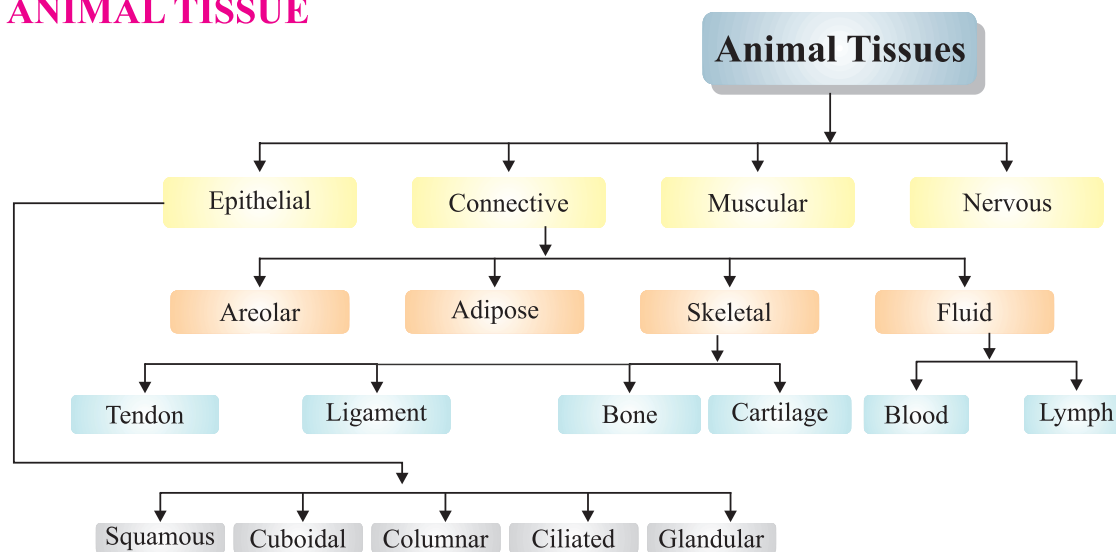 ANIMAL TISSUE
Animal Tissues
Epithelial Connective Muscular Nervous
Areolar Adipose Skeletal Fluid
Tendon Ligament Bone Cartilage Blood Lymph
Squamous Cuboidal Columnar Ciliated Glandular